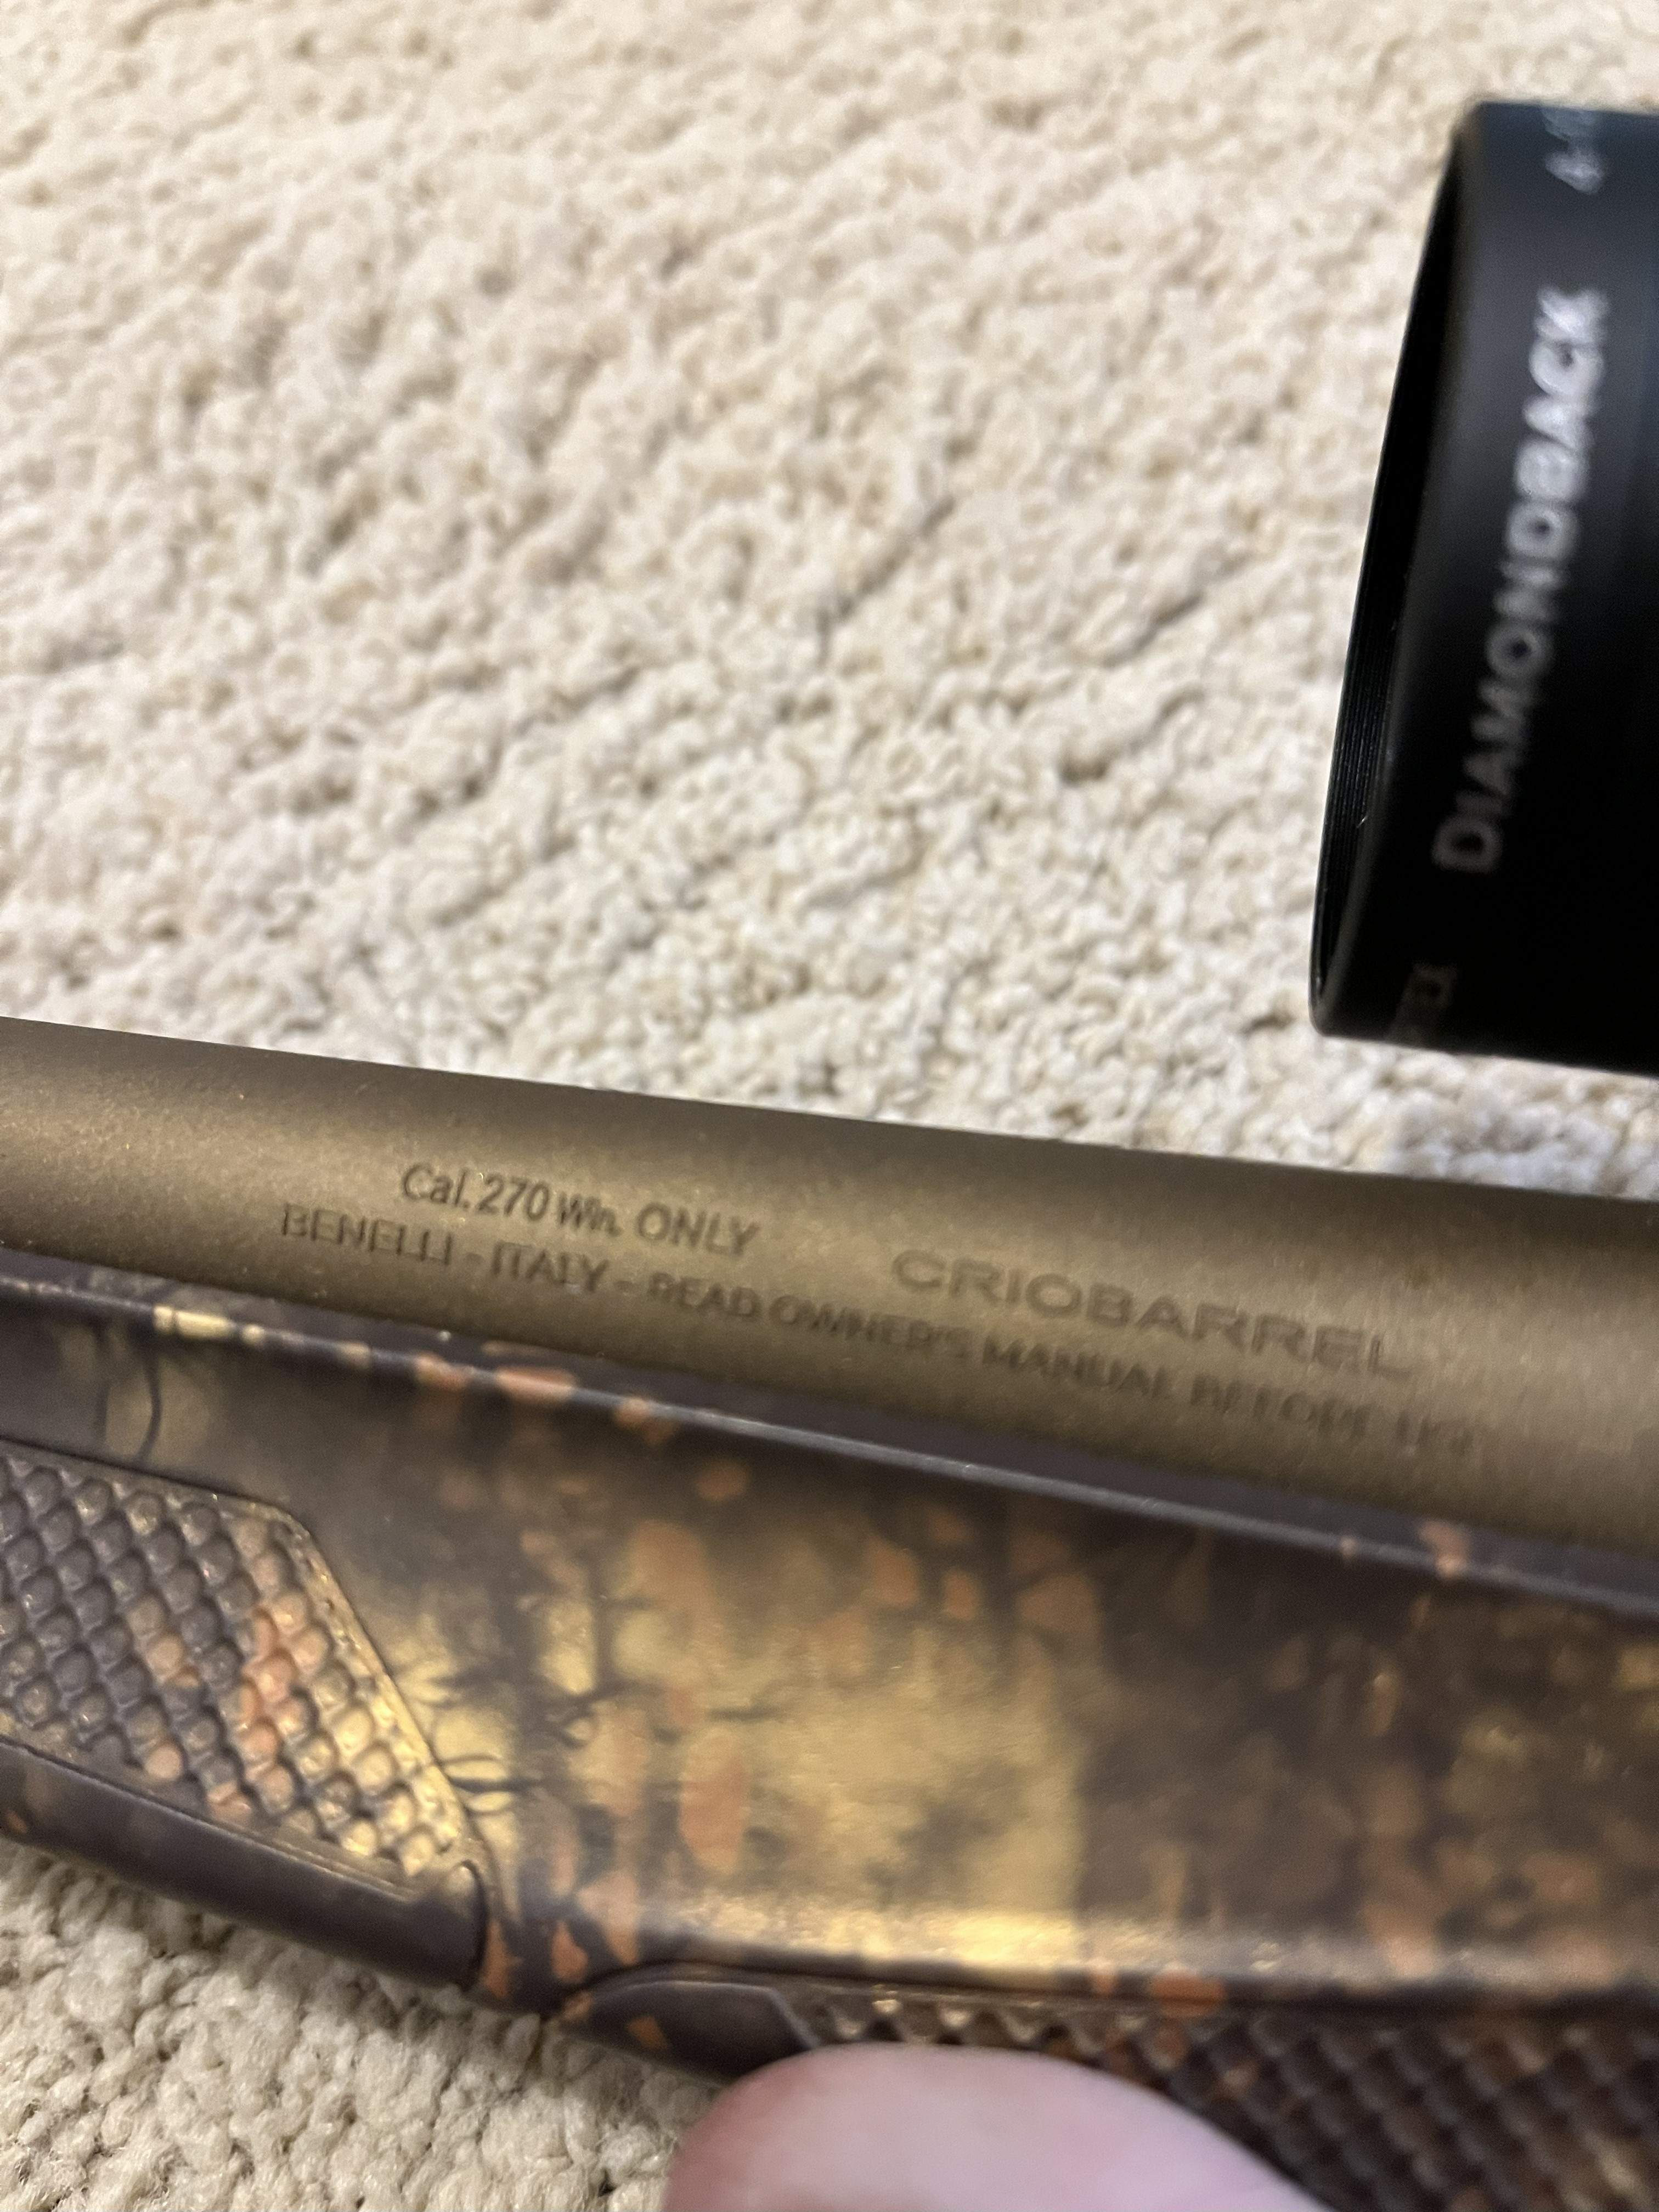 DIAMONDBACK
Cal. 270 Win. ONLY
CRIOBARREL
BENELLI - ITALY - READ OWNER'S MANUAL BEFORE USE